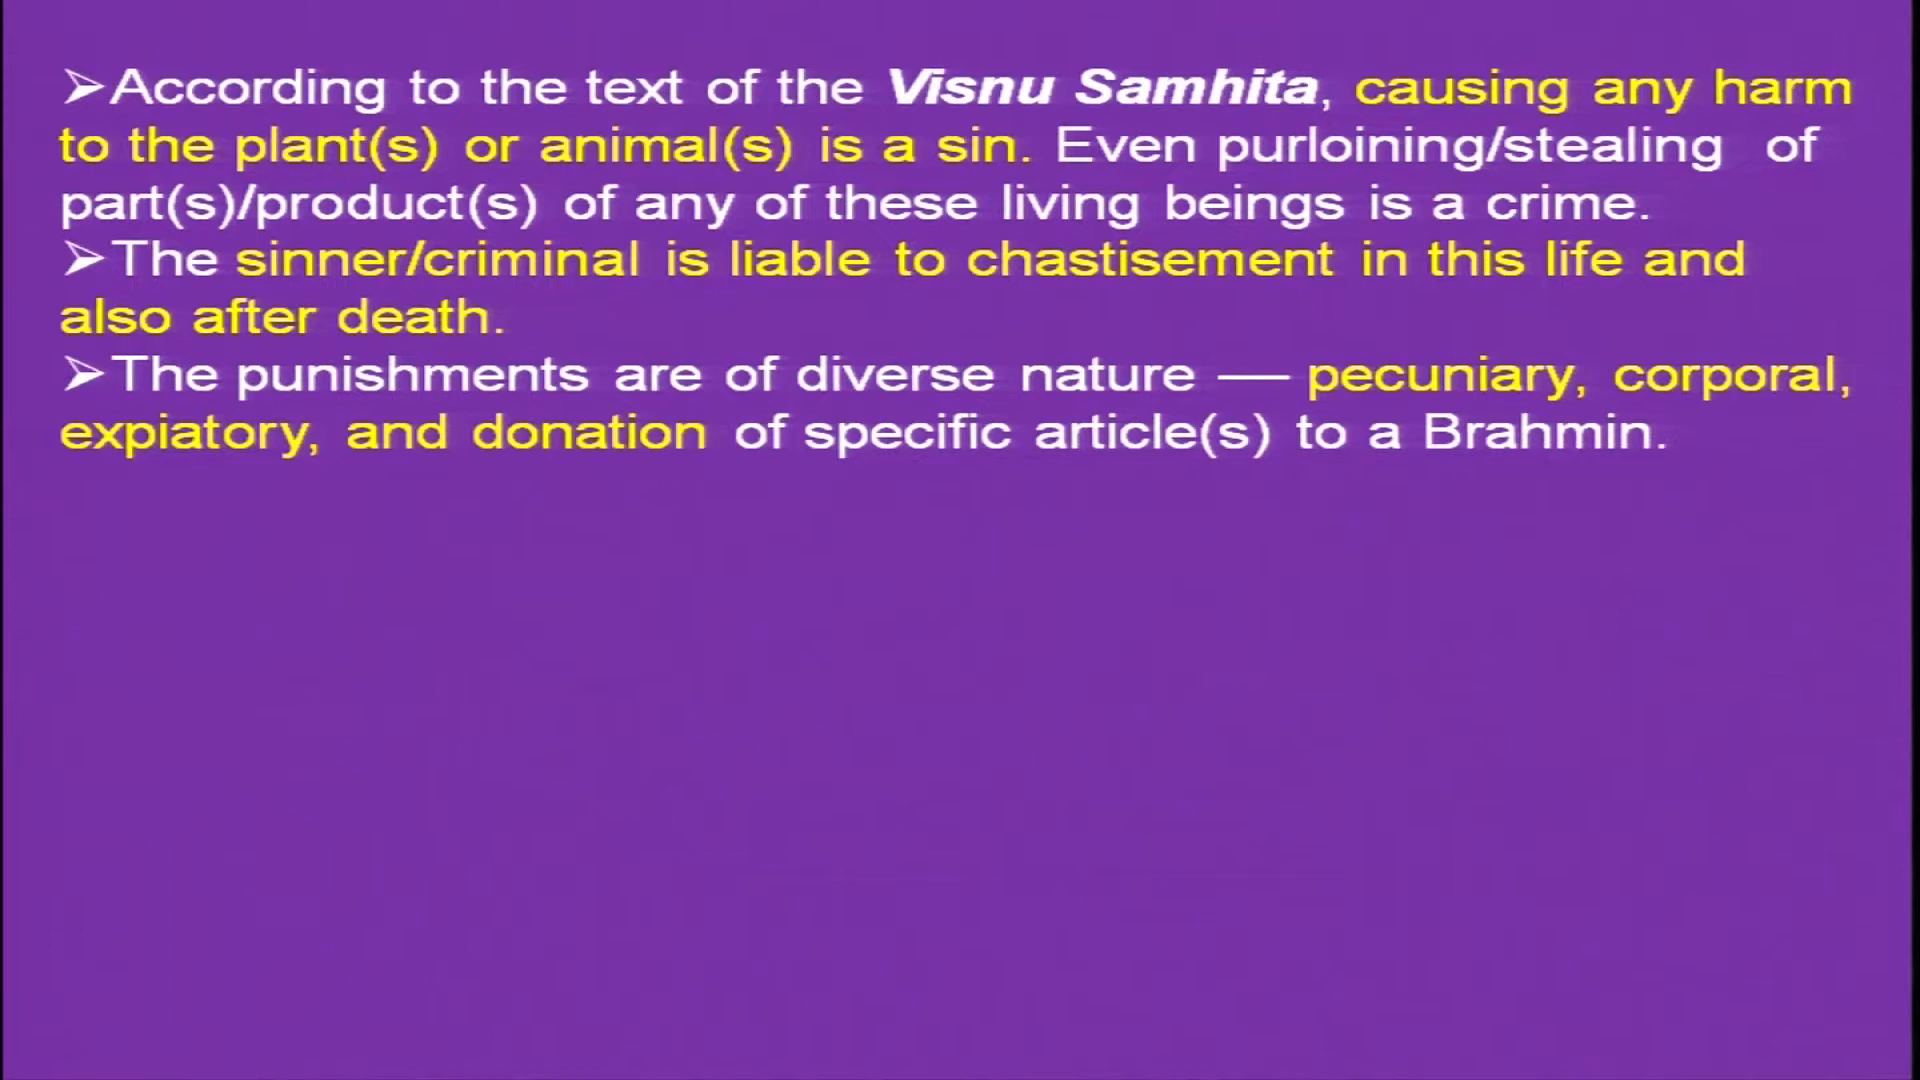 ➢According to the text of the Visnu Samhita, causing any harm
to the plant(s) or animal(s) is a sin. Even purloining/stealing of
part(s)/product(s) of any of these living beings is a crime.
➢The sinner/criminal is liable to chastisement in this life and
also after death.
➢The punishments are of diverse nature — pecuniary, corporal,
expiatory, and donation of specific article(s) to a Brahmin.